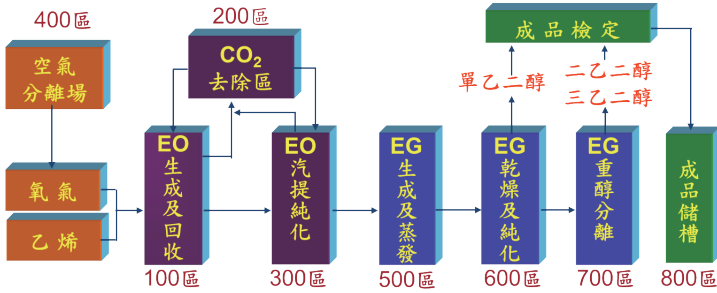 400區
空氣
分離場
氧氣
乙烯
200區
CO2
去除區
EO
生成及回收
100區
EO
汽提純化
300區
EG
生成及蒸發
500區
單乙二醇
EG
乾燥及純化
600區
二乙二醇
三乙二醇
EG
重醇分離
700區
成品檢定
成品儲槽
800區